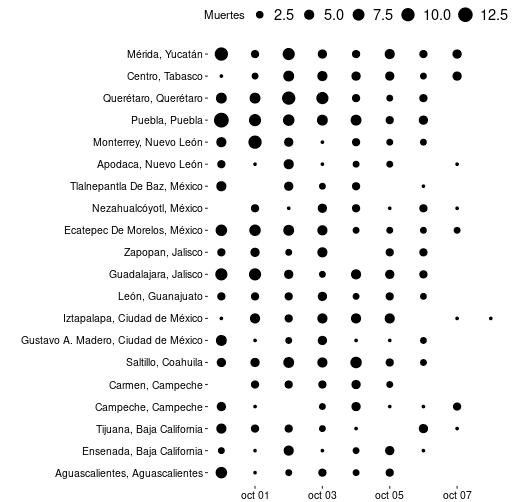 Muertes 2.5 5.0 7.5 10.0 12.5
Mérida, Yucatán
Centro, Tabasco
Querétaro, Querétaro
Puebla, Puebla
Monterrey, Nuevo León
Apodaca, Nuevo León
Tlalnepantla De Baz, México
Nezahualcóyotl, México
Ecatepec De Morelos, México
Zapopan, Jalisco
Guadalajara, Jalisco
León, Guanajuato
Iztapalapa, Ciudad de México
Gustavo A. Madero, Ciudad de México
Saltillo, Coahuila
Carmen, Campeche
Campeche, Campeche
Tijuana, Baja California
Ensenada, Baja California
Aguascalientes, Aguascalientes
oct 01 oct 03 oct 05 oct 07